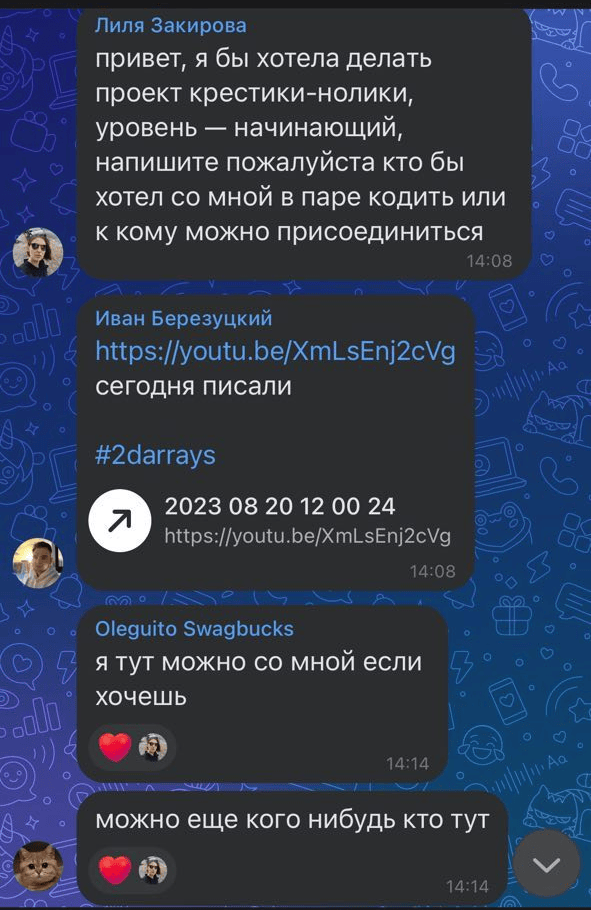 Лиля Закирова
привет, я бы хотела делать
проект крестики-нолики,
уровень — начинающий,
напишите пожалуйста кто бы
хотел со мной в паре кодить или
к кому можно присоединиться
14:08
Иван Березуцкий
https://youtu.be/XmLsEnj2cVg
сегодня писали
#2darrays
2023 08 20 12 00 24
https://youtu.be/XmLsEnj2cVg
14:08
Oleguito Swagbucks
я тут можно со мной если
хочешь
14:14
можно еще кого нибудь кто тут
14:14